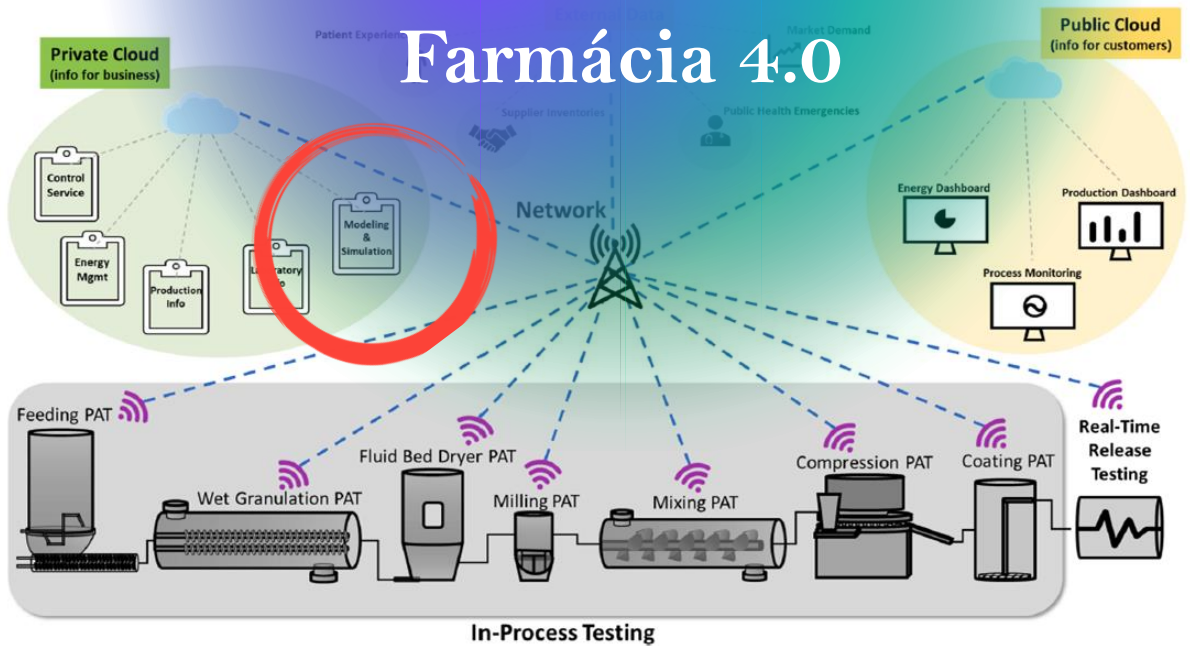 External Data
Patient Experience
Market Demand
Farmácia 4.0
Private Cloud
(info for business)
Public Cloud
(info for customers)
Supplier Inventories
Public Health Emergencies
Control
Service
Modeling
&
Simulation
Energy
Mgmt
Production
Info
Laboratory
Network
Energy Dashboard
Production Dashboard
Process Monitoring
Feeding PAT
Wet Granulation PAT
Fluid Bed Dryer PAT
Milling PAT
Mixing PAT
Compression PAT
Coating PAT
Real-Time
Release
Testing
In-Process Testing